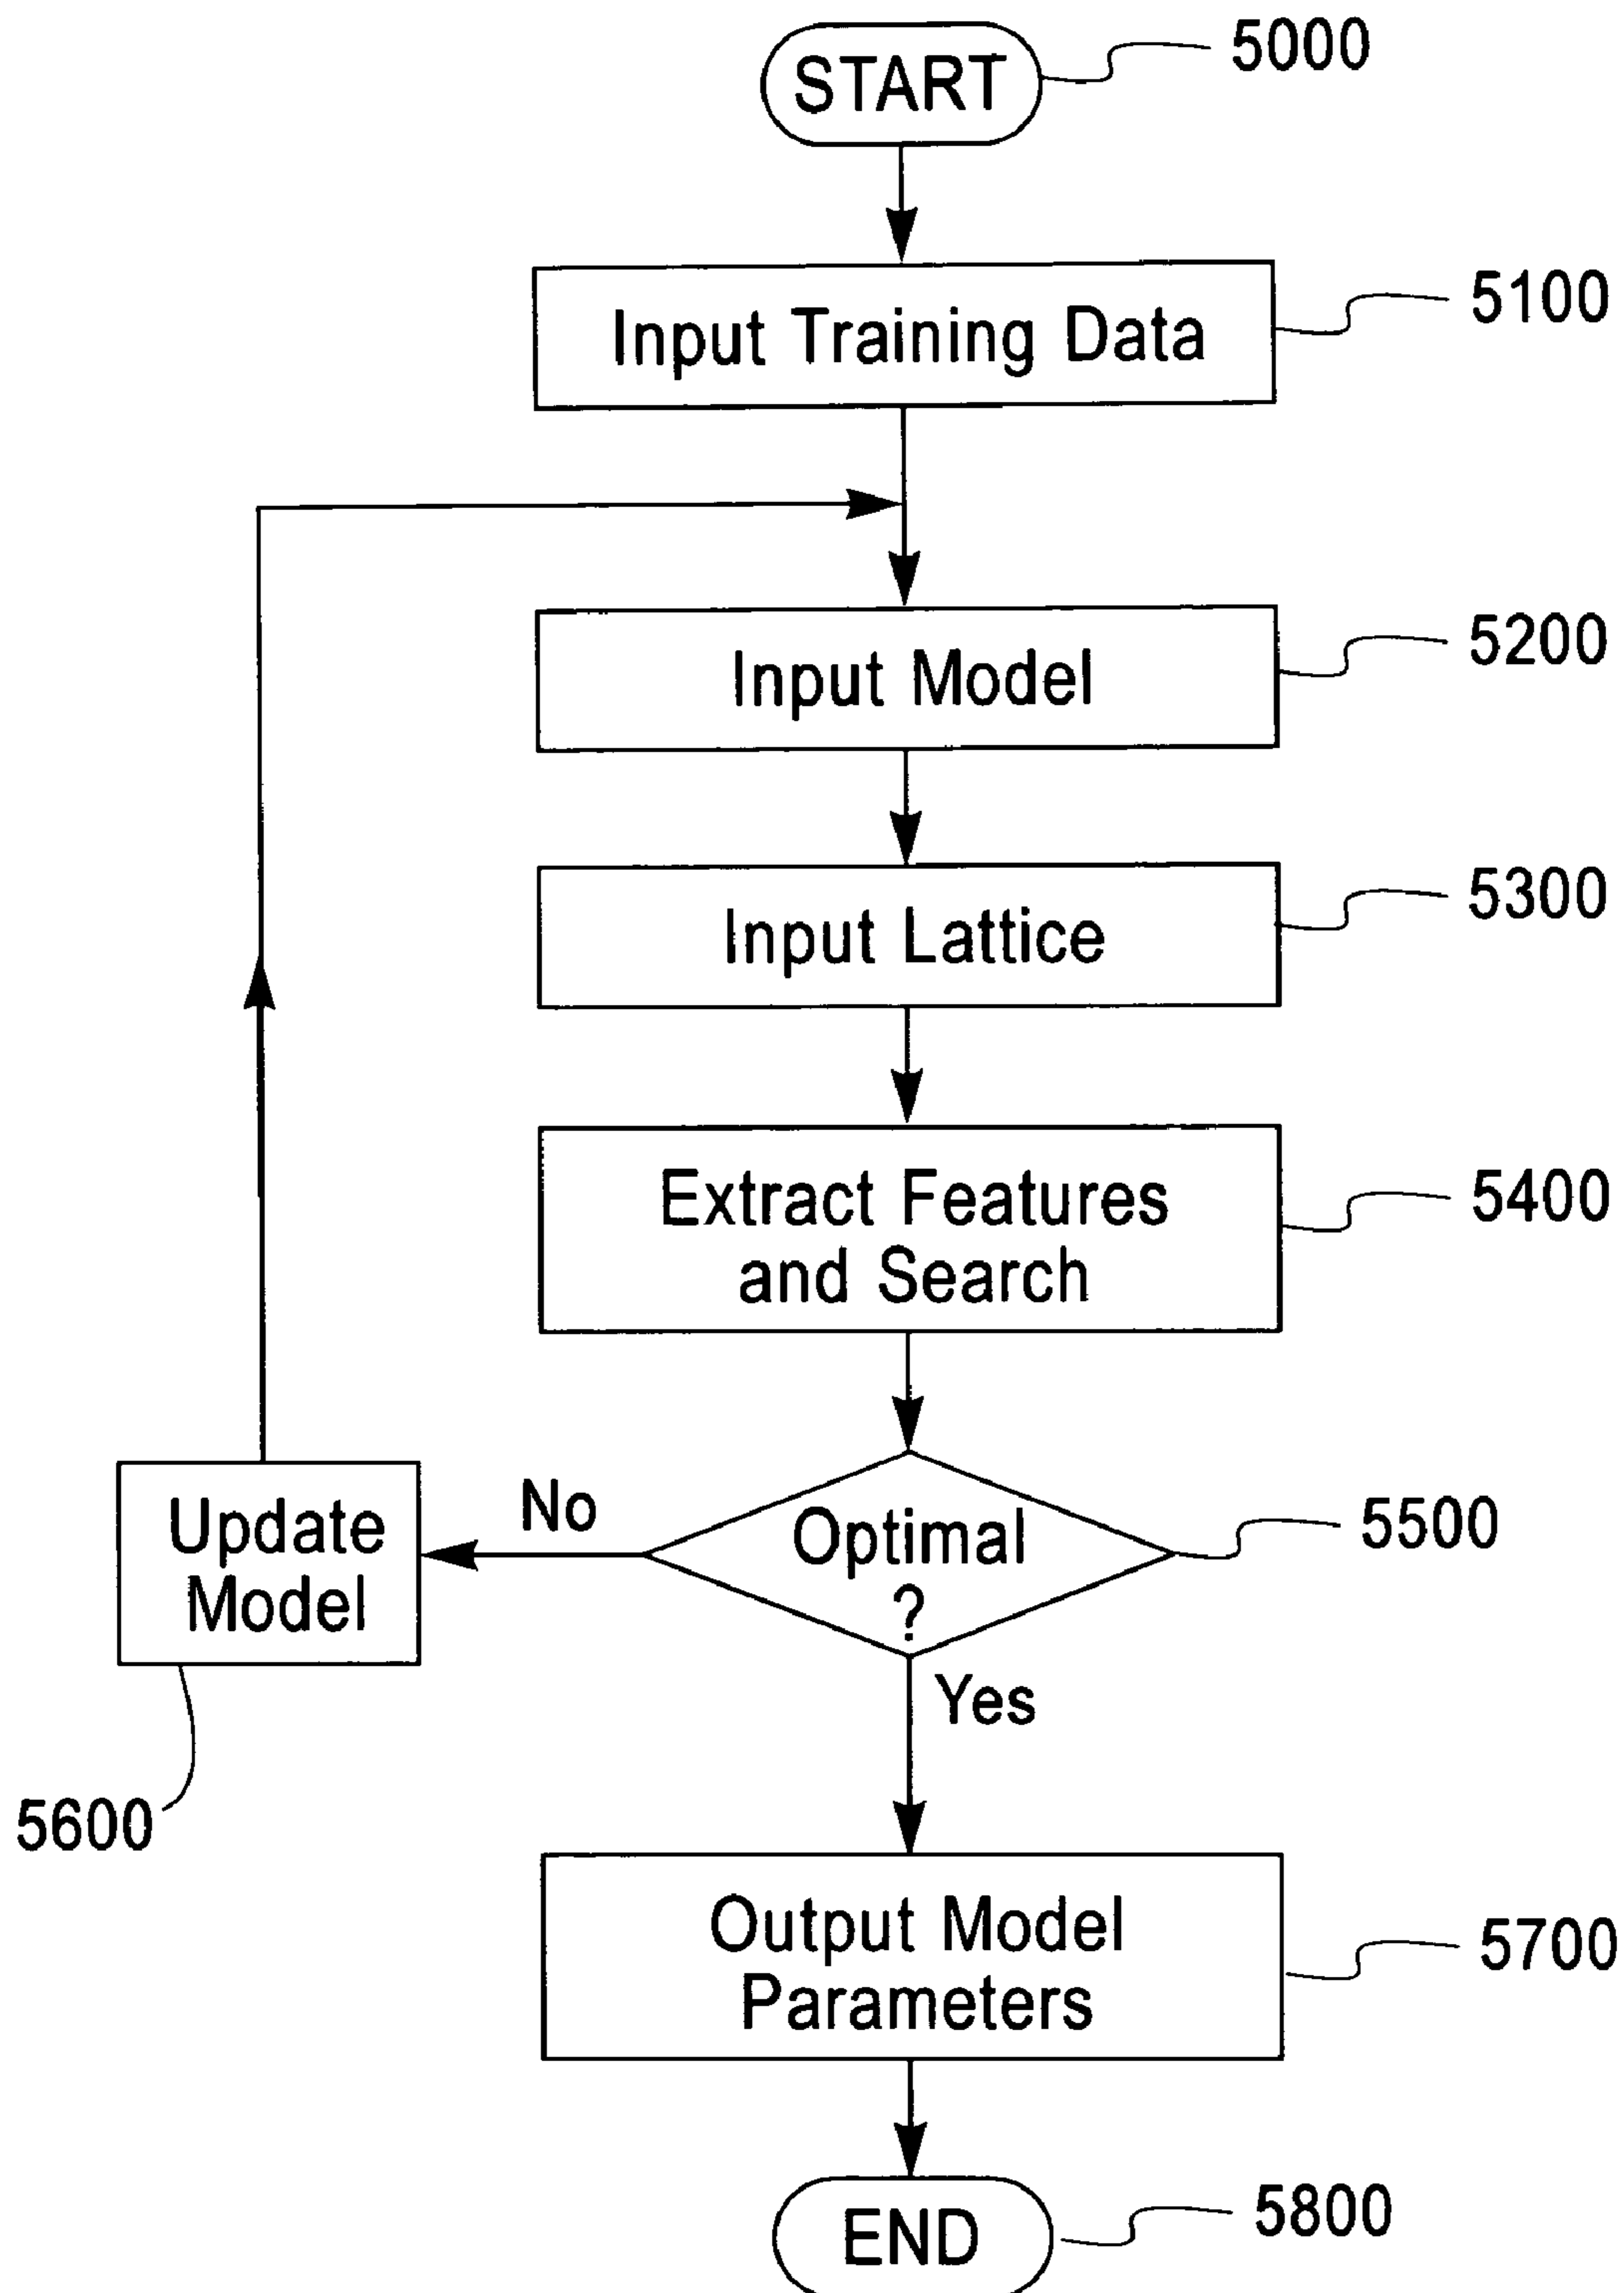 START
5000
Input Training Data
5100
Input Model
5200
Input Lattice
5300
Extract Features
and Search
5400
Optimal
?
5500
No
Update
Model
5600
Yes
Output Model
Parameters
5700
END
5800